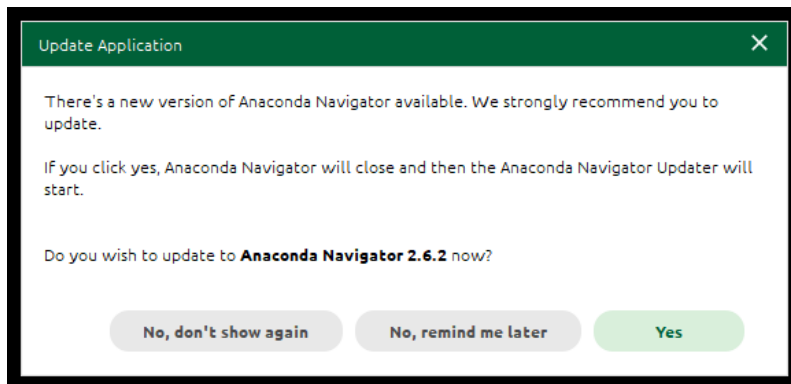 Update Application
There's a new version of Anaconda Navigator available. We strongly recommend you to
update.
If you click yes, Anaconda Navigator will close and then the Anaconda Navigator Updater will
start.
Do you wish to update to Anaconda Navigator 2.6.2 now?
No, don't show again
No, remind me later
Yes